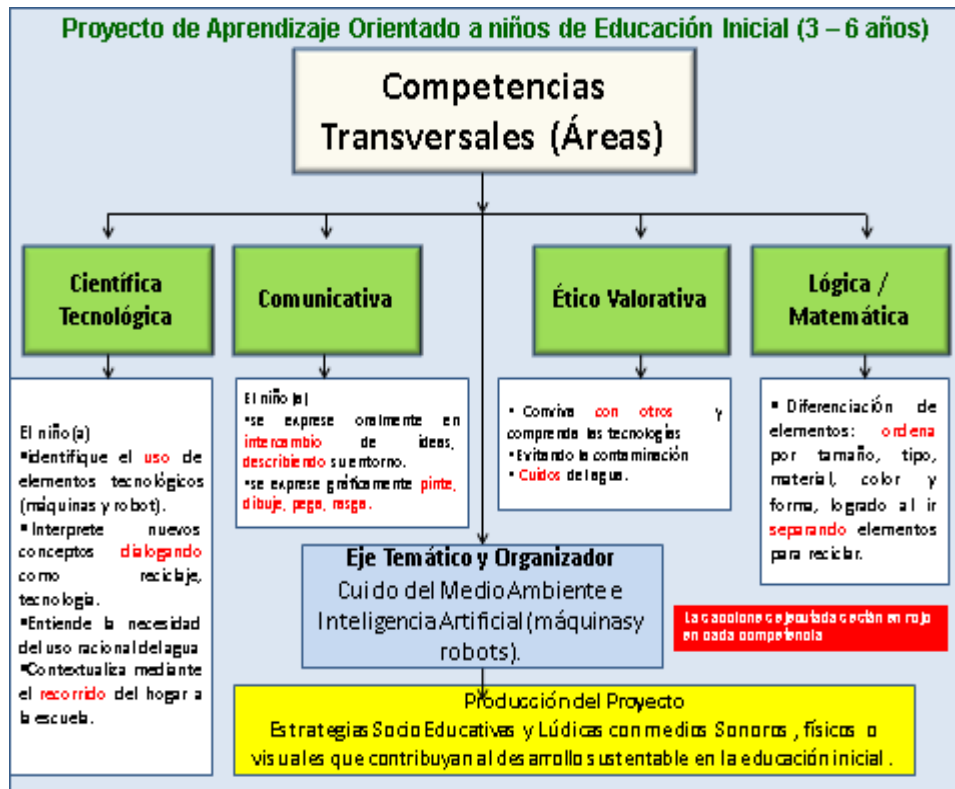 Proyecto de Aprendizaje Orientado a niños de Educación Inicial (3 – 6 años)
Competencias
Transversales (Áreas)
Científica
Tecnológica
Comunicativa
Ético Valorativa
Lógica /
Matemática
El niño(a)
▪identifique el uso de
elementos tecnológicos
(máquinas y robot).
▪ Interprete nuevos
conceptos dialogando
como reciclaje,
tecnología.
▪Entiende la necesidad
del uso racional del agua
▪Contextualiza mediante
el recorrido del hogar a
la escuela.
El niño (a)
▪se exprese oralmente en
intercambio de ideas,
describiendo su entorno.
▪se exprese gráficamente pinte,
dibuje, pega, rasga.
▪ Conviva con otros y
comprenda las tecnologías
▪Evitando la contaminación
▪ Cuidos del agua.
▪ Diferenciación de
elementos: ordena
por tamaño, tipo,
material, color y
forma, logrado al ir
separando elementos
para reciclar.
Eje Temático y Organizador
Cuido del Medio Ambiente e
Inteligencia Artificial (máquinas y
robots).
Las acciones ejecutadas están en rojo
en cada competencia
Producción del Proyecto
Estrategias Socio Educativas y Lúdicas con medios Sonoros , físicos o
visuales que contribuyan al desarrollo sustentable en la educación inicial .